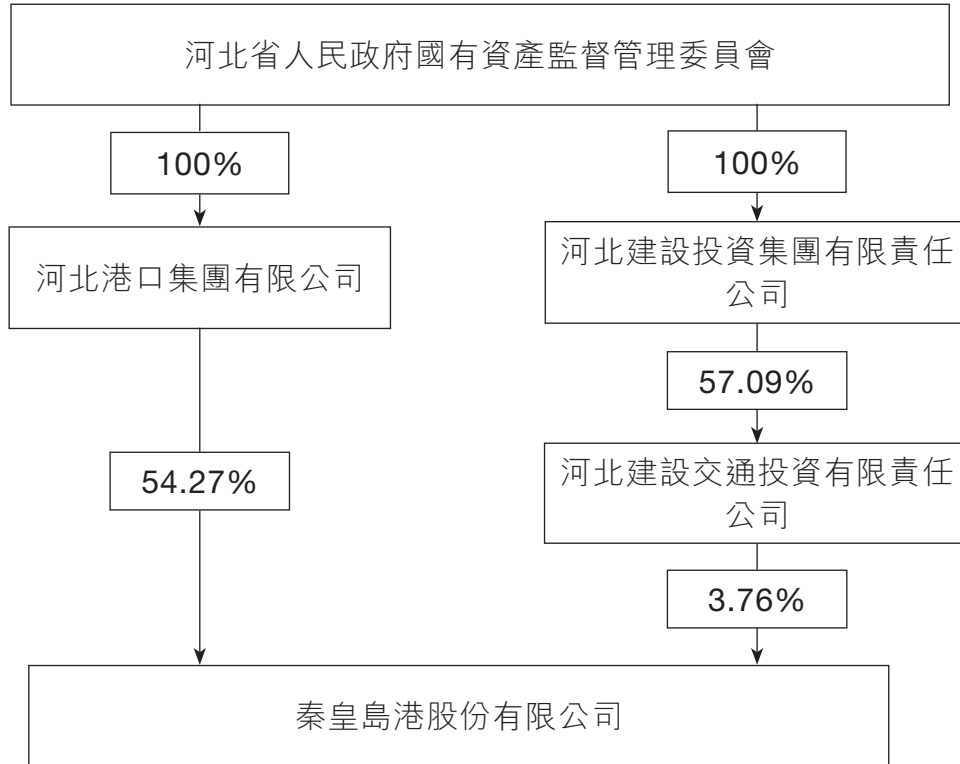 河北省人民政府國有資產監督管理委員會
100%
100%
河北港口集團有限公司
河北建設投資集團有限責任
公司
57.09%
54.27%
河北建設交通投資有限責任
公司
3.76%
秦皇島港股份有限公司